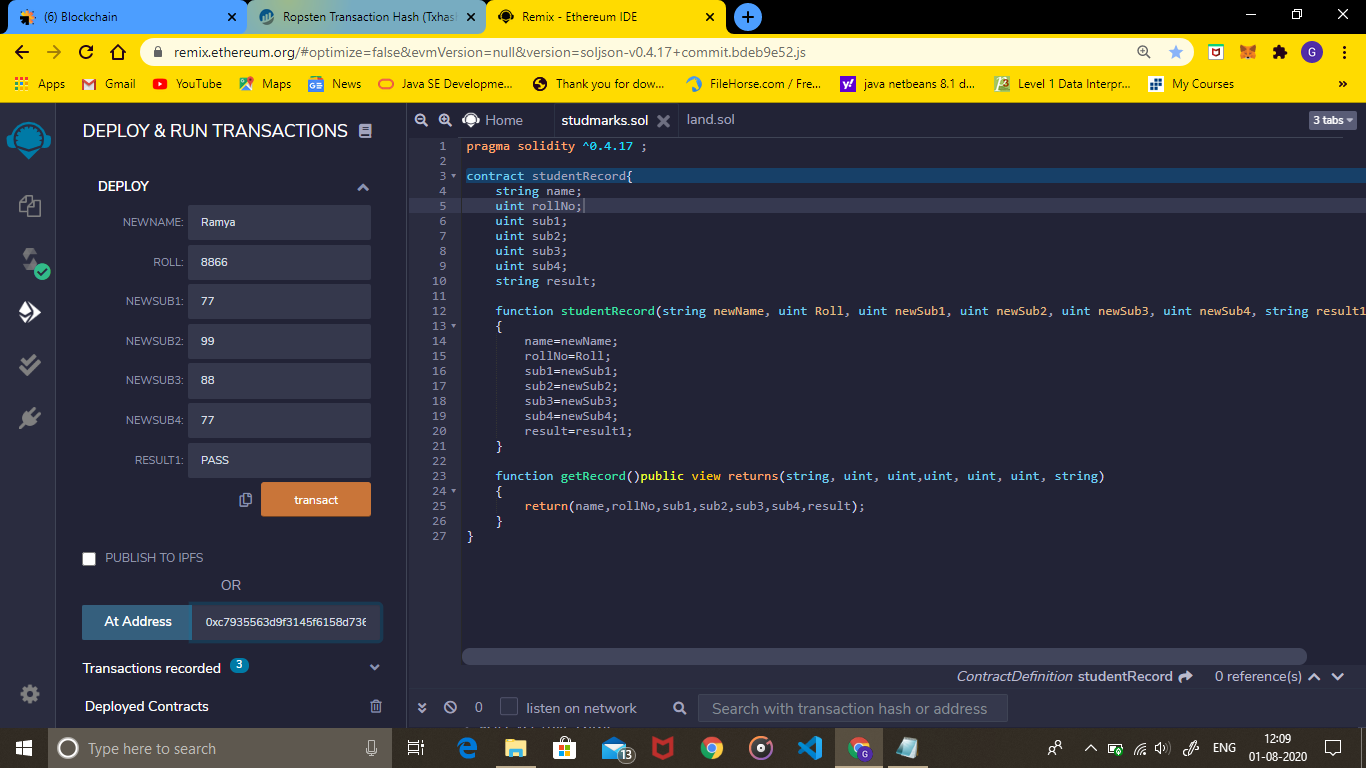 (6) Blockchain
Ropsten Transaction Hash (Txhas
Remix - Ethereum IDE
remix.ethereum.org/#optimize=false&evmVersion=null&version=soljson-v0.4.17+commit.bdeb9e52.js
G
Apps
Gmail
YouTube
Maps
News
Java SE Developme...
Thank you for dow...
FileHorse.com / Fre...
java netbeans 8.1 d...
Level 1 Data Interpr...
My Courses
»
DEPLOY & RUN TRANSACTIONS
Home
studmarks.sol
land.sol
3 tabs
DEPLOY
NEWNAME: Ramya
ROLL: 8866
NEWSUB1: 77
NEWSUB2: 99
NEWSUB3: 88
NEWSUB4: 77
RESULT1: PASS
transact
PUBLISH TO IPFS
OR
At Address 0xc7935563d9f3145f6158d736
Transactions recorded 3
Deployed Contracts
1 pragma solidity ^0.4.17 ;
2
3 contract studentRecord{
4 string name;
5 uint rollNo;
6 uint sub1;
7 uint sub2;
8 uint sub3;
9 uint sub4;
10 string result;
11
12 function studentRecord(string newName, uint Roll, uint newSub1, uint newSub2, uint newSub3, uint newSub4, string result1
13 {
14 name=newName;
15 rollNo=Roll;
16 sub1=newSub1;
17 sub2=newSub2;
18 sub3=newSub3;
19 sub4=newSub4;
20 result=result1;
21 }
22
23 function getRecord()public view returns(string, uint, uint,uint, uint, uint, string)
24 {
25 return(name,rollNo,sub1,sub2,sub3,sub4,result);
26 }
27 }
ContractDefinition studentRecord
0 reference(s)
0
listen on network
Search with transaction hash or address
Type here to search
13
G
ENG
12:09
01-08-2020